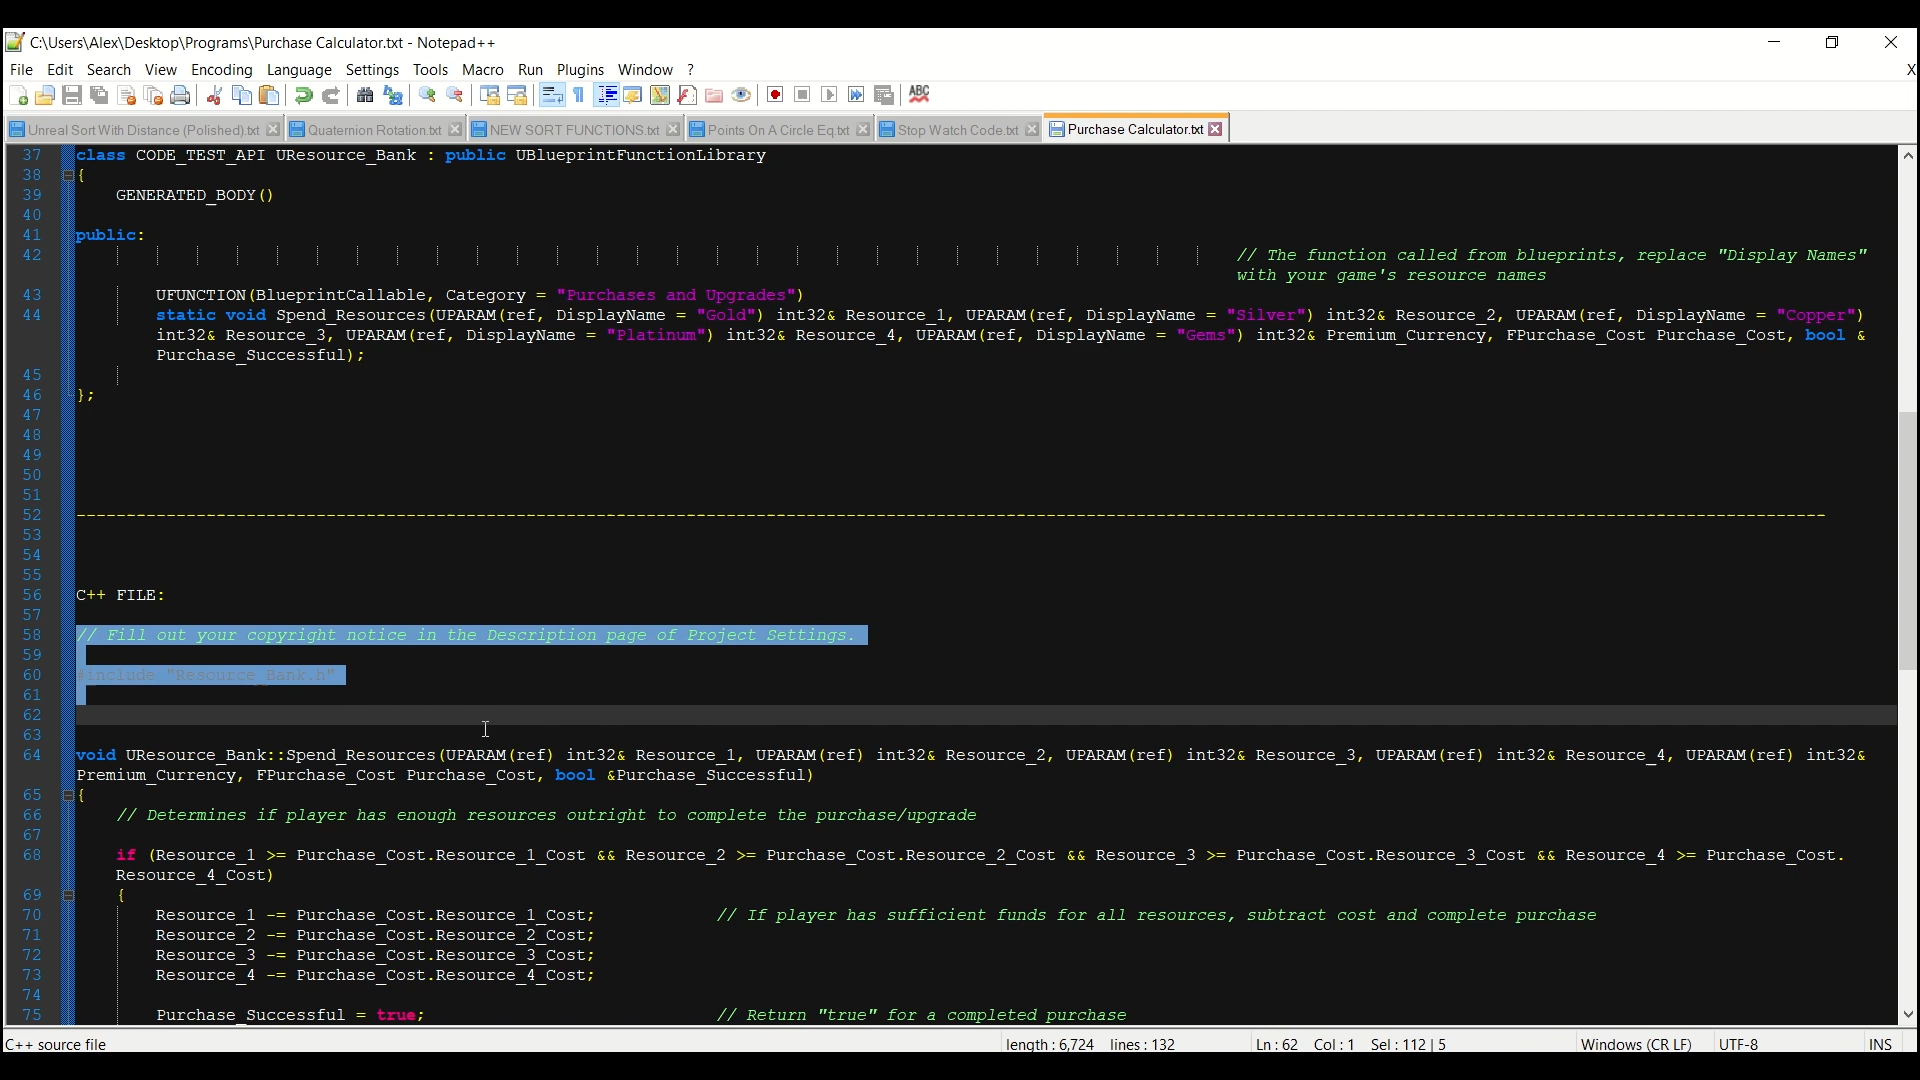 C:\Users\Alex\Desktop\Programs\Purchase Calculator.txt - Notepad++
File Edit Search View Encoding Language Settings Tools Macro Run Plugins Window ? X
ABC
Unreal Sort With Distance (Polished).txt Quaternion Rotation.txt NEW SORT FUNCTIONS.txt Points On A Circle Eq.txt Stop Watch Code.txt Purchase Calculator.txt
37 class CODE_TEST_API UResource_Bank : public UBlueprintFunctionLibrary
38 {
39 GENERATED_BODY()
40
41 public:
42 // The function called from blueprints, replace "Display Names"
with your game's resource names
43 UFUNCTION(BlueprintCallable, Category = "Purchases and Upgrades")
44 static void Spend_Resources(UPARAM(ref, DisplayName = "Gold") int32& Resource_1, UPARAM(ref, DisplayName = "Silver") int32& Resource_2, UPARAM(ref, DisplayName = "Copper")
int32& Resource_3, UPARAM(ref, DisplayName = "Platinum") int32& Resource_4, UPARAM(ref, DisplayName = "Gems") int32& Premium_Currency, FPurchase_Cost Purchase_Cost, bool &
Purchase_Successful);
45
46 };
47
48
49
50
51
52 --------------------------------------------------------------------------------------------------------------------------------------------------------------------------------
53
54
55
56 C++ FILE:
57
58 // Fill out your copyright notice in the Description page of Project Settings.
59
60 #include "Resource_Bank.h"
61
62
63
64 void UResource_Bank::Spend_Resources(UPARAM(ref) int32& Resource_1, UPARAM(ref) int32& Resource_2, UPARAM(ref) int32& Resource_3, UPARAM(ref) int32& Resource_4, UPARAM(ref) int32&
Premium_Currency, FPurchase_Cost Purchase_Cost, bool &Purchase_Successful)
65 {
66 // Determines if player has enough resources outright to complete the purchase/upgrade
67
68 if (Resource_1 >= Purchase_Cost.Resource_1_Cost && Resource_2 >= Purchase_Cost.Resource_2_Cost && Resource_3 >= Purchase_Cost.Resource_3_Cost && Resource_4 >= Purchase_Cost.
Resource_4_Cost)
69 {
70 Resource_1 -= Purchase_Cost.Resource_1_Cost; // If player has sufficient funds for all resources, subtract cost and complete purchase
71 Resource_2 -= Purchase_Cost.Resource_2_Cost;
72 Resource_3 -= Purchase_Cost.Resource_3_Cost;
73 Resource_4 -= Purchase_Cost.Resource_4_Cost;
74
75 Purchase_Successful = true; // Return "true" for a completed purchase
C++ source file length : 6,724 lines : 132 Ln : 62 Col : 1 Sel : 112 | 5 Windows (CR LF) UTF-8 INS